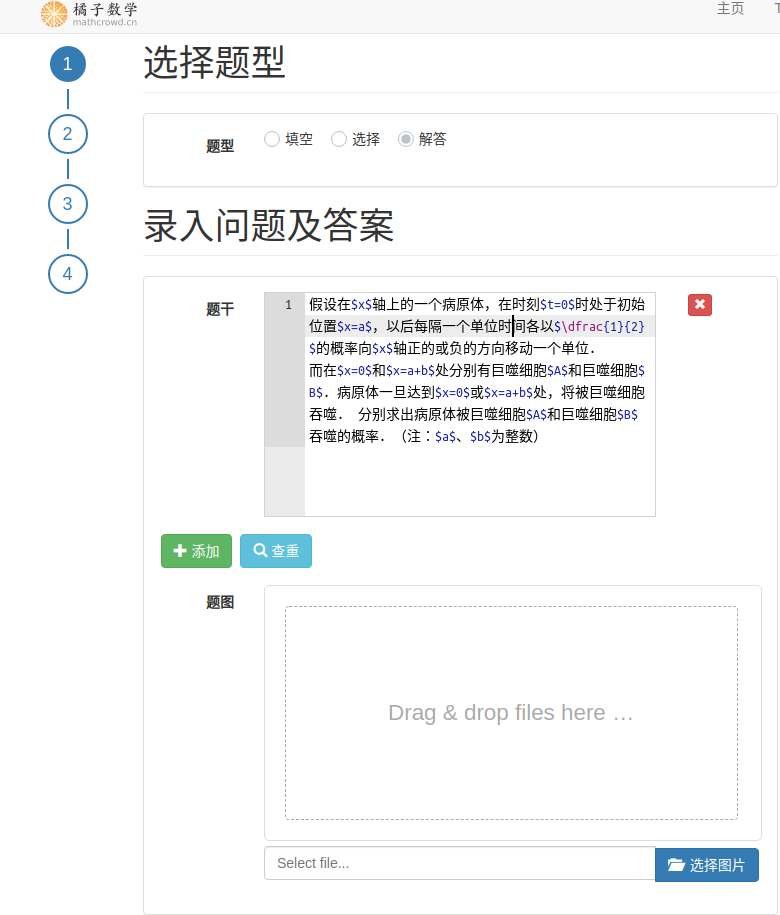 橘子数学
mathcrowd.cn
主页
1
选择题型
2
题型
填空
选择
解答
3
录入问题及答案
4
题干
1
假设在$x$轴上的一个病原体，在时刻$t=0$时处于初始
位置$x=a$，以后每隔一个单位时间各以$\dfrac{1}{2}
$的概率向$x$轴正的或负的方向移动一个单位．
而在$x=0$和$x=a+b$处分别有巨噬细胞$A$和巨噬细胞$
B$．病原体一旦达到$x=0$或$x=a+b$处，将被巨噬细胞
吞噬． 分别求出病原体被巨噬细胞$A$和巨噬细胞$B$
吞噬的概率．（注：$a$、$b$为整数）
添加
查重
题图
Drag & drop files here …
Select file...
选择图片